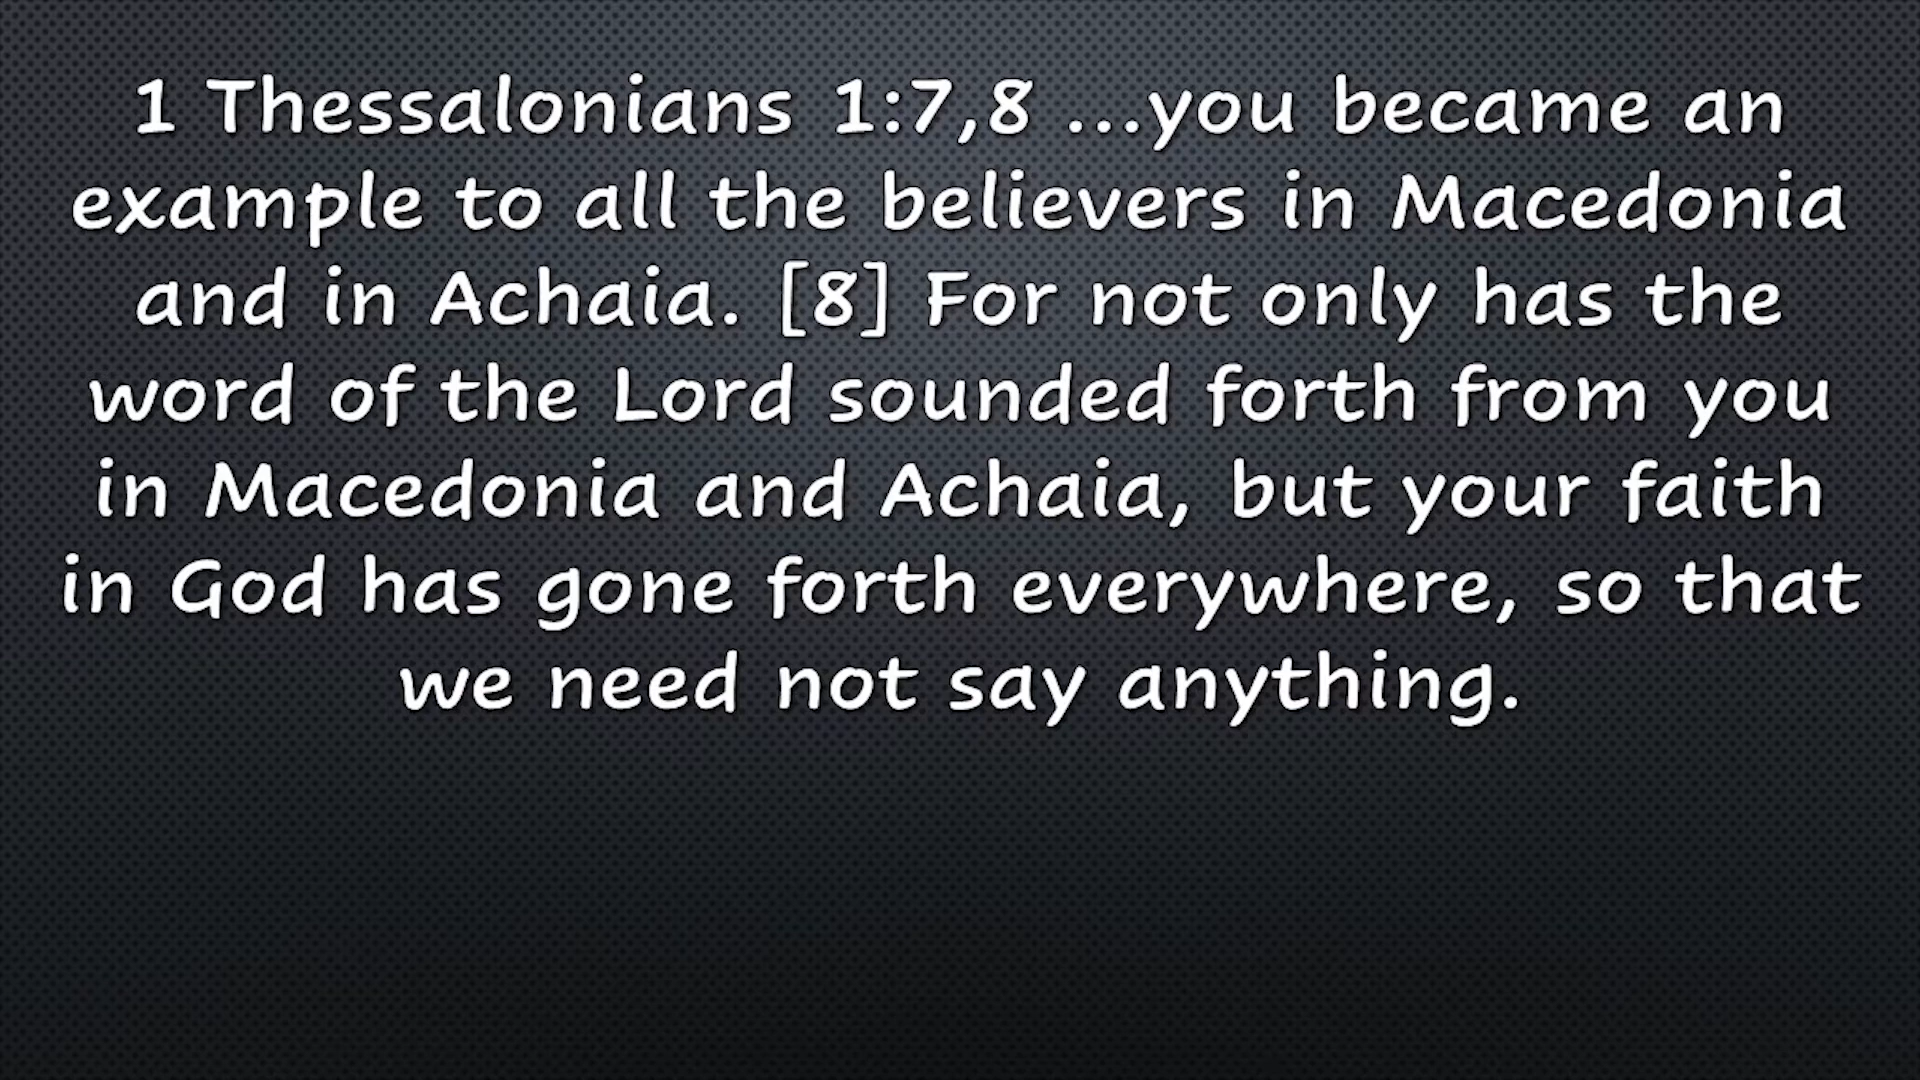 1 Thessalonians 1:7,8 ...you became an
example to all the believers in Macedonia
and in Achaia. [8] For not only has the
word of the Lord sounded forth from you
in Macedonia and Achaia, but your faith
in God has gone forth everywhere, so that
we need not say anything.